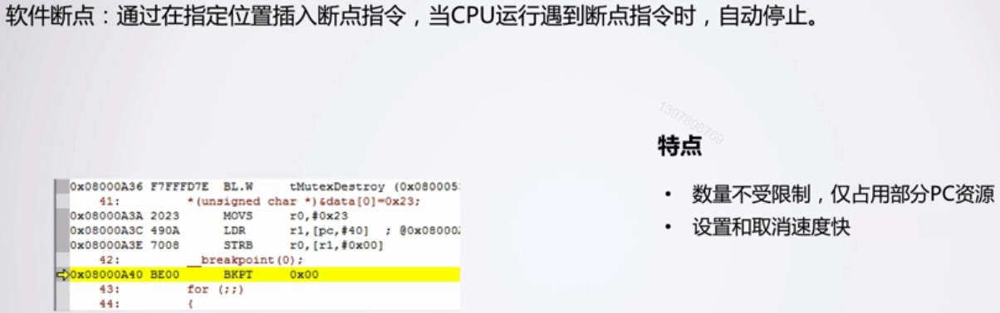 软件断点：通过在指定位置插入断点指令，当CPU运行遇到断点指令时，自动停止。
1397898769
特点
• 数量不受限制，仅占用部分PC资源
• 设置和取消速度快
0x08000A36 F7FFFD7E BL.W tMutexDestroy (0x080005
41: *(unsigned char *)&data[0]=0x23;
0x08000A3A 2023 MOVS r0,#0x23
0x08000A3C 490A LDR r1,[pc,#40] ; @0x08000
0x08000A3E 7008 STRB r0,[r1,#0x00]
42: __breakpoint(0);
0x08000A40 BE00 BKPT 0x00
43: for (;;)
44: {